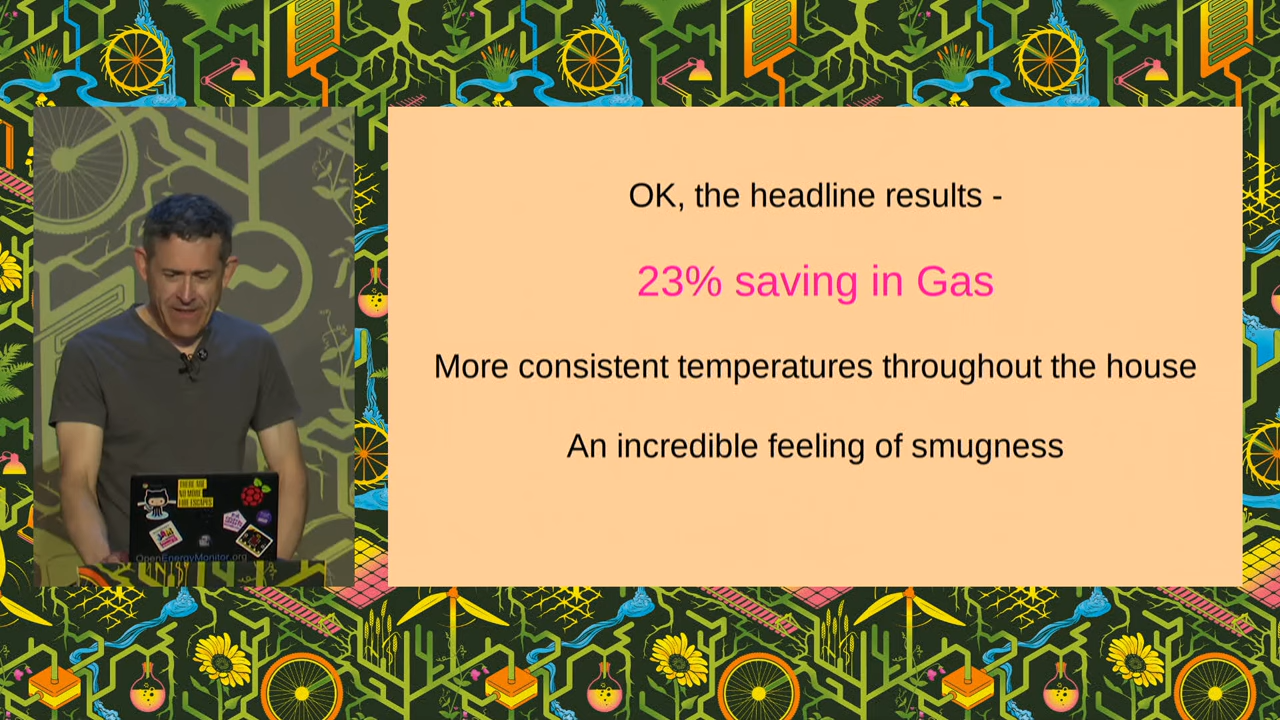 OK, the headline results -
23% saving in Gas
More consistent temperatures throughout the house
An incredible feeling of smugness
OpenEnergyMonitor.org